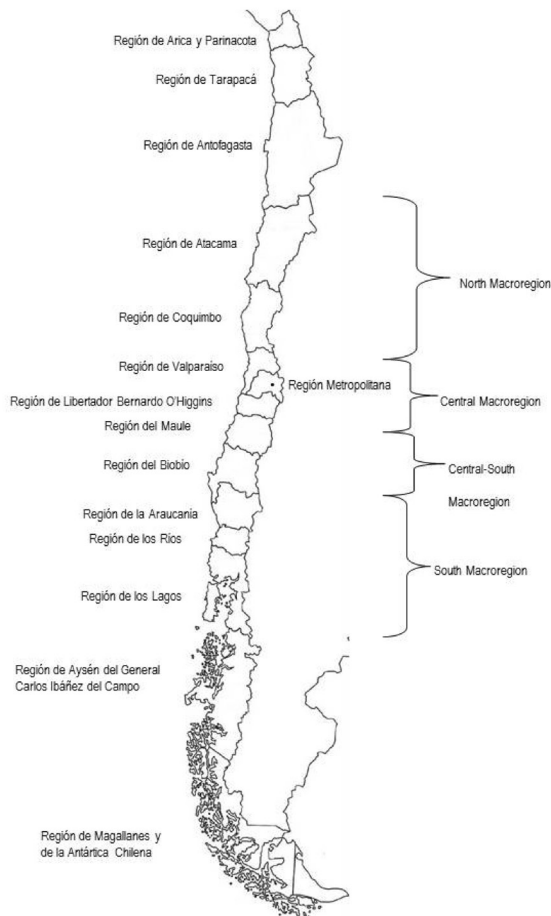 Región de Arica y Parinacota
Región de Tarapacá
Región de Antofagasta
Región de Atacama
North Macroregion
Región de Coquimbo
Región de Valparaíso
Región Metropolitana
Región de Libertador Bernardo O'Higgins
Central Macroregion
Región del Maule
Región del Biobío
Central-South
Macroregion
Región de la Araucanía
Región de los Ríos
South Macroregion
Región de los Lagos
Región de Aysén del General
Carlos Ibáñez del Campo
Región de Magallanes y
de la Antártica Chilena